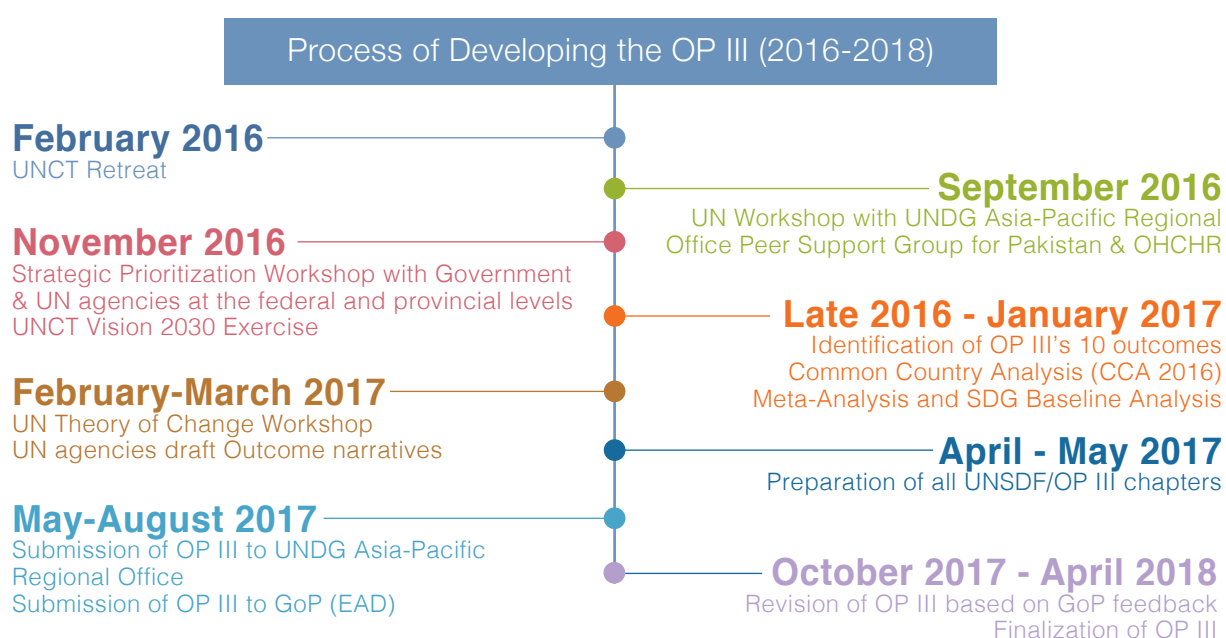 Process of Developing the OP III (2016-2018)
February 2016
UNCT Retreat
September 2016
UN Workshop with UNDG Asia-Pacific Regional
Office Peer Support Group for Pakistan & OHCHR
November 2016
Strategic Prioritization Workshop with Government
& UN agencies at the federal and provincial levels
UNCT Vision 2030 Exercise
Late 2016 - January 2017
Identification of OP III's 10 outcomes
Common Country Analysis (CCA 2016)
Meta-Analysis and SDG Baseline Analysis
February-March 2017
UN Theory of Change Workshop
UN agencies draft Outcome narratives
April - May 2017
Preparation of all UNSDF/OP III chapters
May-August 2017
Submission of OP III to UNDG Asia-Pacific
Regional Office
Submission of OP III to GoP (EAD)
October 2017 - April 2018
Revision of OP III based on GoP feedback
Finalization of OP III